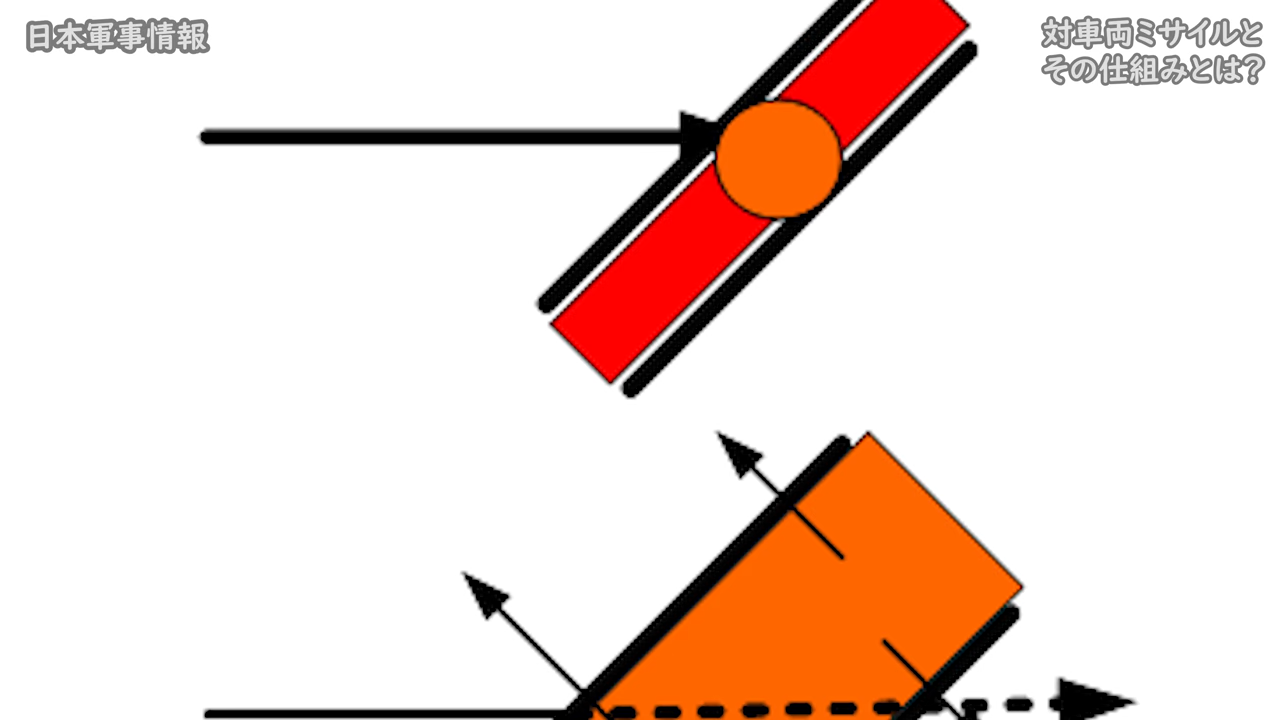 日本軍事情報
対車両ミサイルと
その仕組みとは?